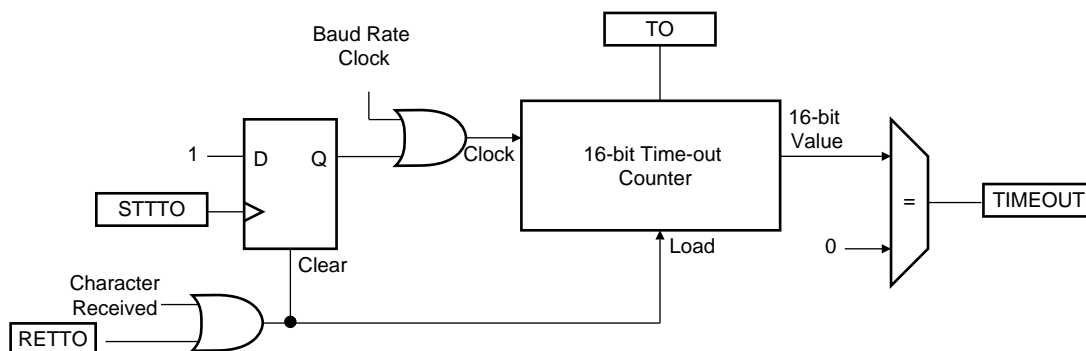 TO
Baud Rate
Clock
16-bit
Value
1
D
Q
Clock
16-bit Time-out
Counter
STTTO
=
TIMEOUT
0
Load
Clear
Character
Received
RETTO